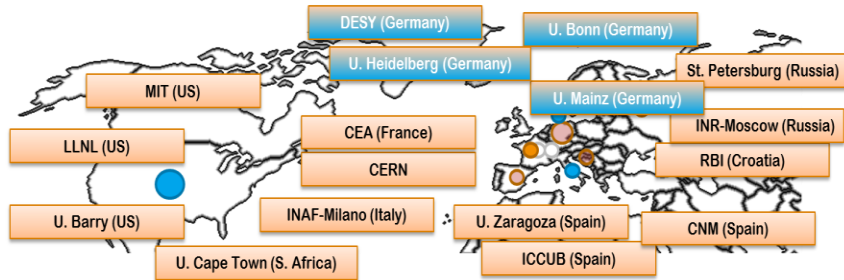 DESY (Germany)
U. Bonn (Germany)
U. Heidelberg (Germany)
St. Petersburg (Russia)
MIT (US)
U. Mainz (Germany)
CEA (France)
INR-Moscow (Russia)
LLNL (US)
RBI (Croatia)
CERN
INAF-Milano (Italy)
U. Barry (US)
U. Zaragoza (Spain)
CNM (Spain)
U. Cape Town (S. Africa)
ICCUB (Spain)